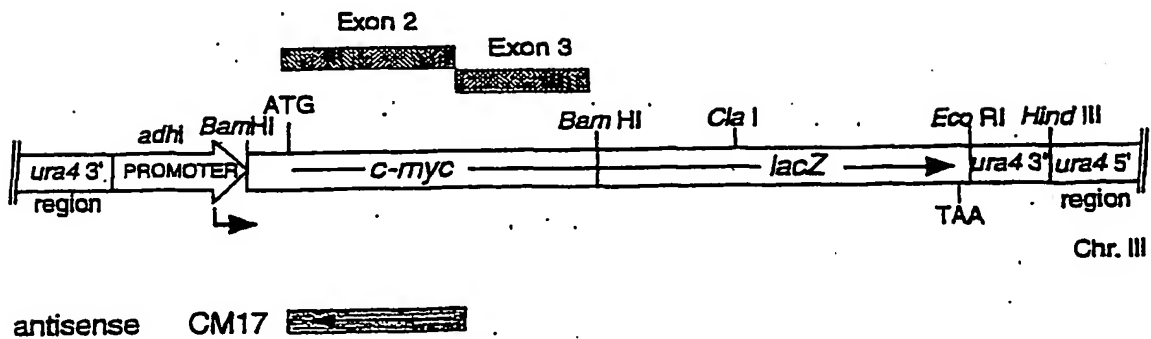 Exon 2
Exon 3
ATG
adhI BamHI
Bam HI
Cla I
Eco RI
Hind III
ura4 3'
region
PROMOTER
c-myc
lacZ
ura4 3'
ura4 5'
region
TAA
Chr. III
antisense CM17